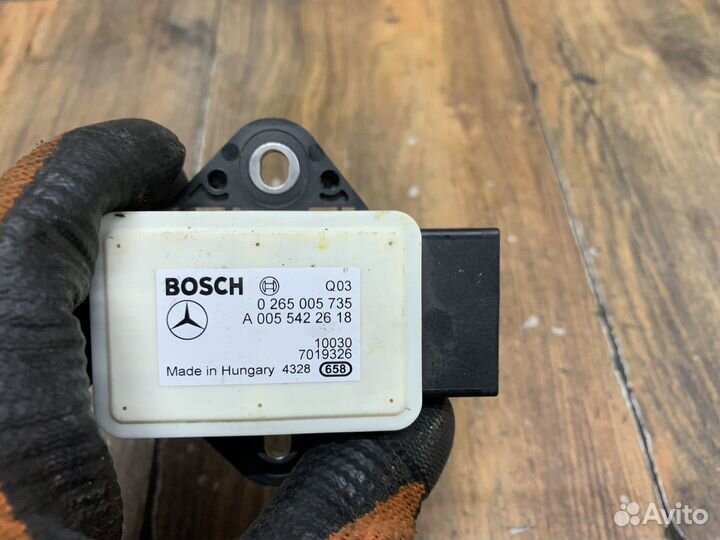 BOSCH Q03
0 265 005 735
A 005 542 26 18
10030
7019326
Made in Hungary 4328 658
Avito